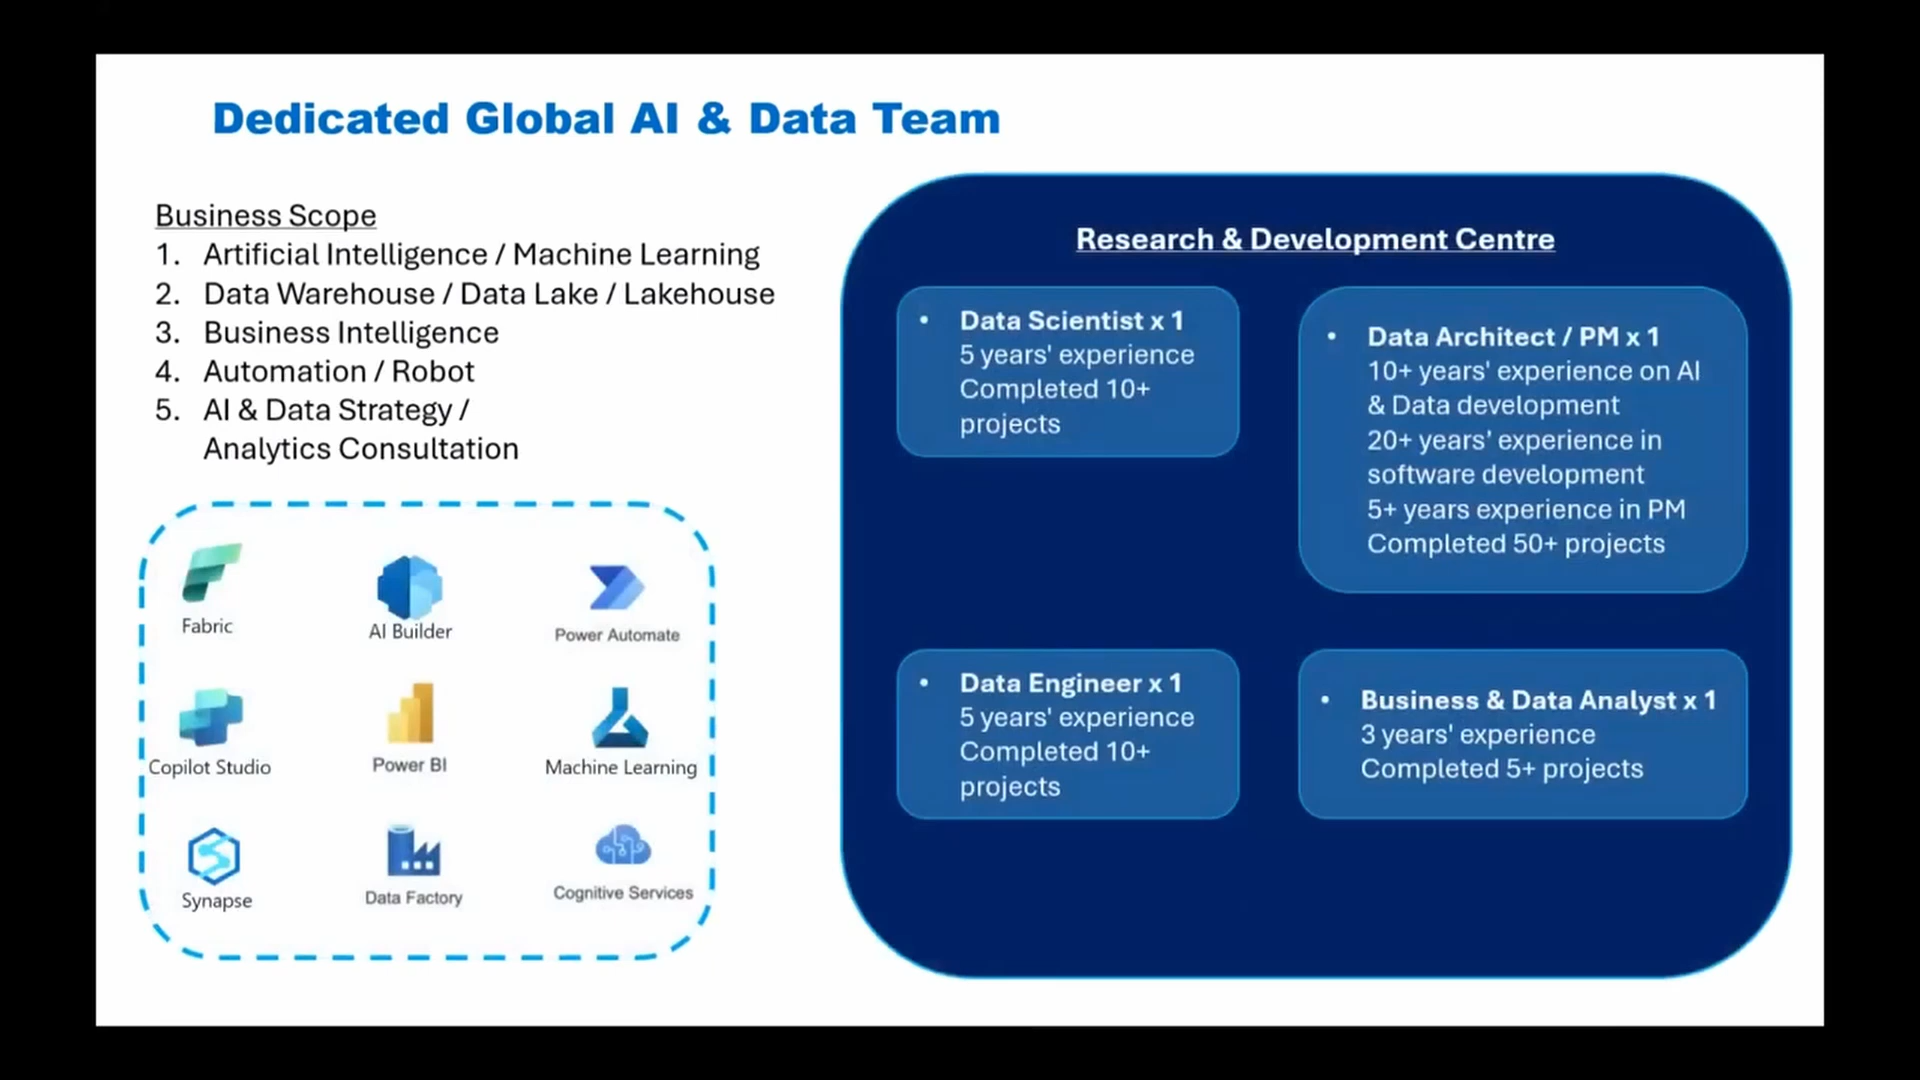 Dedicated Global AI & Data Team
Business Scope
1. Artificial Intelligence / Machine Learning
2. Data Warehouse / Data Lake / Lakehouse
3. Business Intelligence
4. Automation / Robot
5. AI & Data Strategy /
Analytics Consultation
Fabric
AI Builder
Power Automate
Copilot Studio
Power BI
Machine Learning
Synapse
Data Factory
Cognitive Services
Research & Development Centre
• Data Scientist x 1
5 years' experience
Completed 10+
projects
• Data Architect / PM x 1
10+ years' experience on AI
& Data development
20+ years’ experience in
software development
5+ years experience in PM
Completed 50+ projects
• Data Engineer x 1
5 years' experience
Completed 10+
projects
• Business & Data Analyst x 1
3 years' experience
Completed 5+ projects